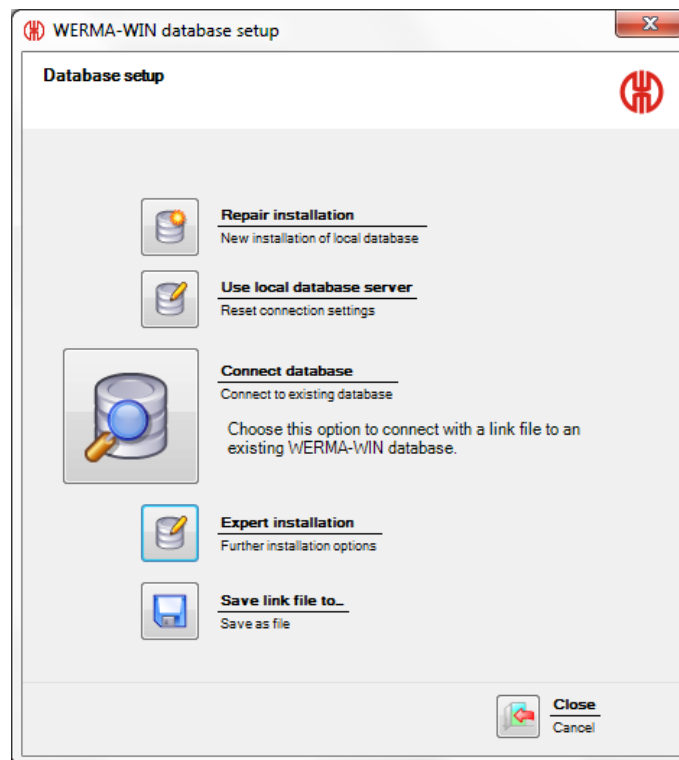 WERMA-WIN database setup
Database setup
Repair installation
New installation of local database
Use local database server
Reset connection settings
Connect database
Connect to existing database
Choose this option to connect with a link file to an
existing WERMA-WIN database.
Expert installation
Further installation options
Save link file to...
Save as file
Close
Cancel